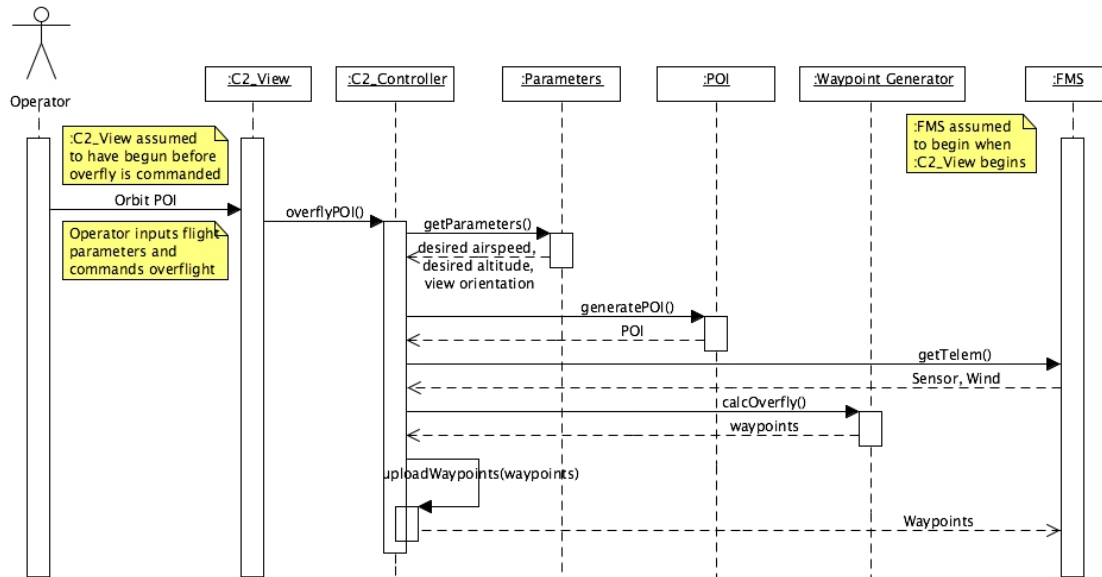 :C2_View
:C2_Controller
:Parameters
:POI
:Waypoint Generator
:FMS
Operator
:C2_View assumed
to have begun before
overfly is commanded
:FMS assumed
to begin when
:C2_View begins
Orbit POI
overflyPOI()
Operator inputs flight
parameters and
commands overflight
getParameters()
desired airspeed,
desired altitude,
view orientation
generatePOI()
POI
getTelem()
Sensor, Wind
calcOverfly()
waypoints
uploadWaypoints(waypoints)
Waypoints